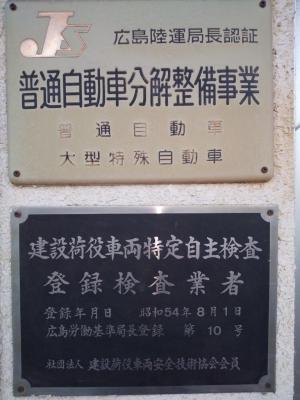 JS 広島陸運局長認証
普通自動車分解整備事業
普通自動車
大型特殊自動車
建設荷役車両特定自主検査
登録検査業者
登録年月日 昭和54年8月1日
広島労働基準局長登録 第10号
社団法人 建設荷役車両安全技術協会会員